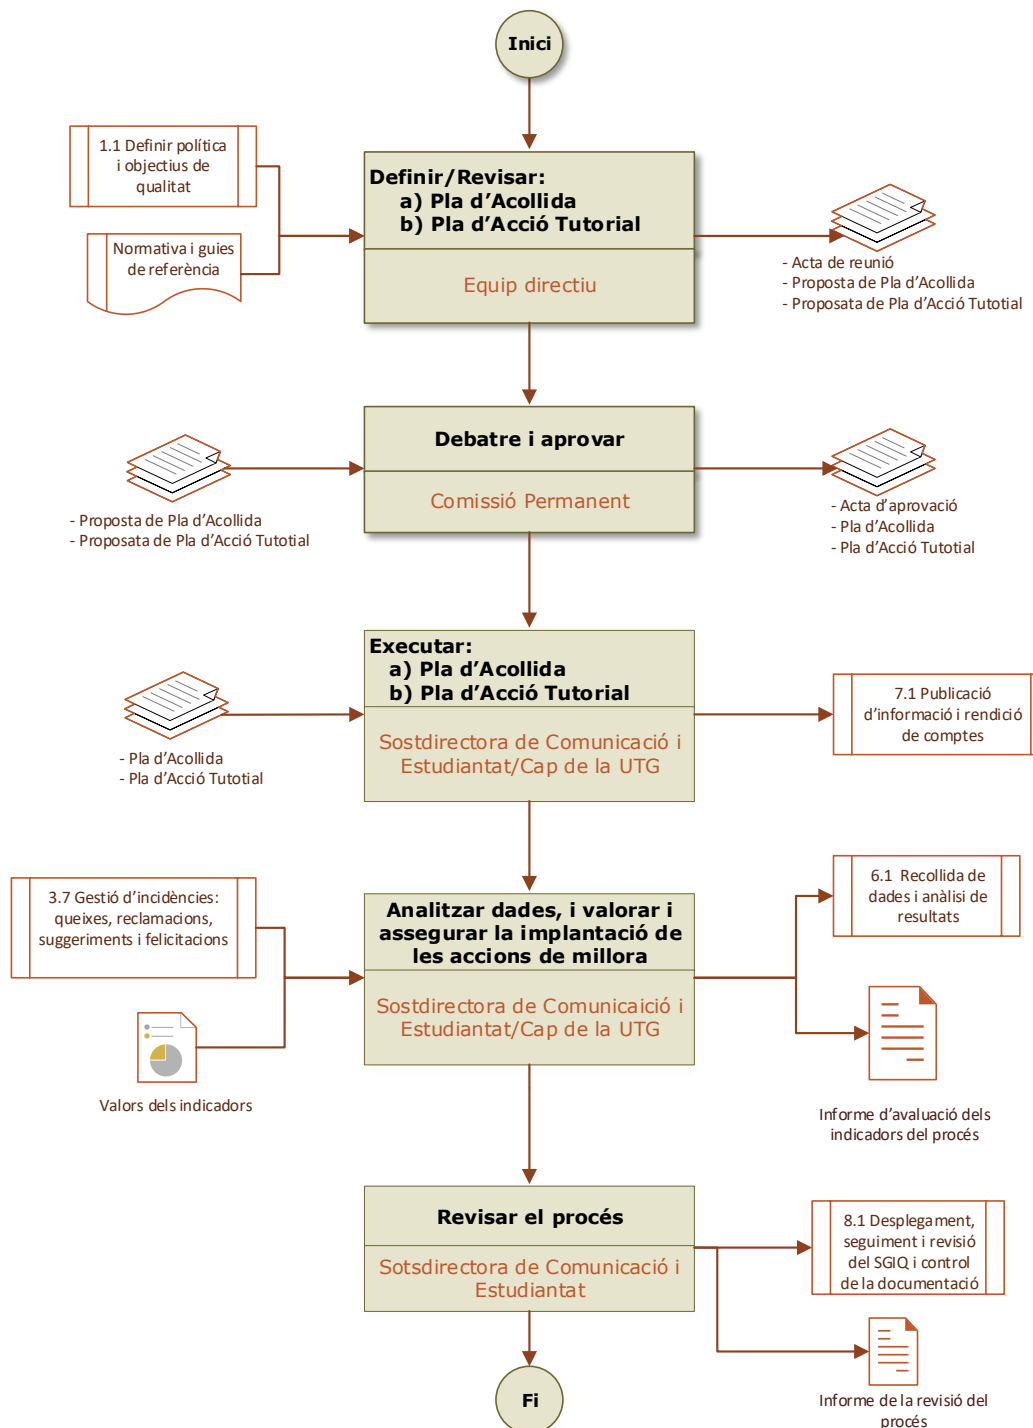 Inici
1.1 Definir política
i objectius de
qualitat
Normativa i guies
de referència
Definir/Revisar:
a) Pla d'Acollida
b) Pla d'Acció Tutorial
Equip directiu
- Acta de reunió
- Proposta de Pla d'Acollida
- Proposata de Pla d'Acció Tutotial
Debatre i aprovar
Comissió Permanent
- Proposta de Pla d'Acollida
- Proposata de Pla d'Acció Tutotial
- Acta d'aprovació
- Pla d'Acollida
- Pla d'Acció Tutotial
Executar:
a) Pla d'Acollida
b) Pla d'Acció Tutorial
Sostdirectora de Comunicació i
Estudiantat/Cap de la UTG
- Pla d'Acollida
- Pla d'Acció Tutotial
7.1 Publicació
d'informació i rendició
de comptes
3.7 Gestió d'incidències:
queixes, reclamacions,
suggeriments i felicitacions
Valors dels indicadors
Analitzar dades, i valorar i
assegurar la implantació de
les accions de millora
Sostdirectora de Comunicaició i
Estudiantat/Cap de la UTG
6.1 Recollida de
dades i anàlisi de
resultats
Informe d'avaluació dels
indicadors del procés
Revisar el procés
Sotsdirectora de Comunicació i
Estudiantat
8.1 Desplegament,
seguiment i revisió
del SGIQ i control
de la documentació
Informe de la revisió del
procés
Fi